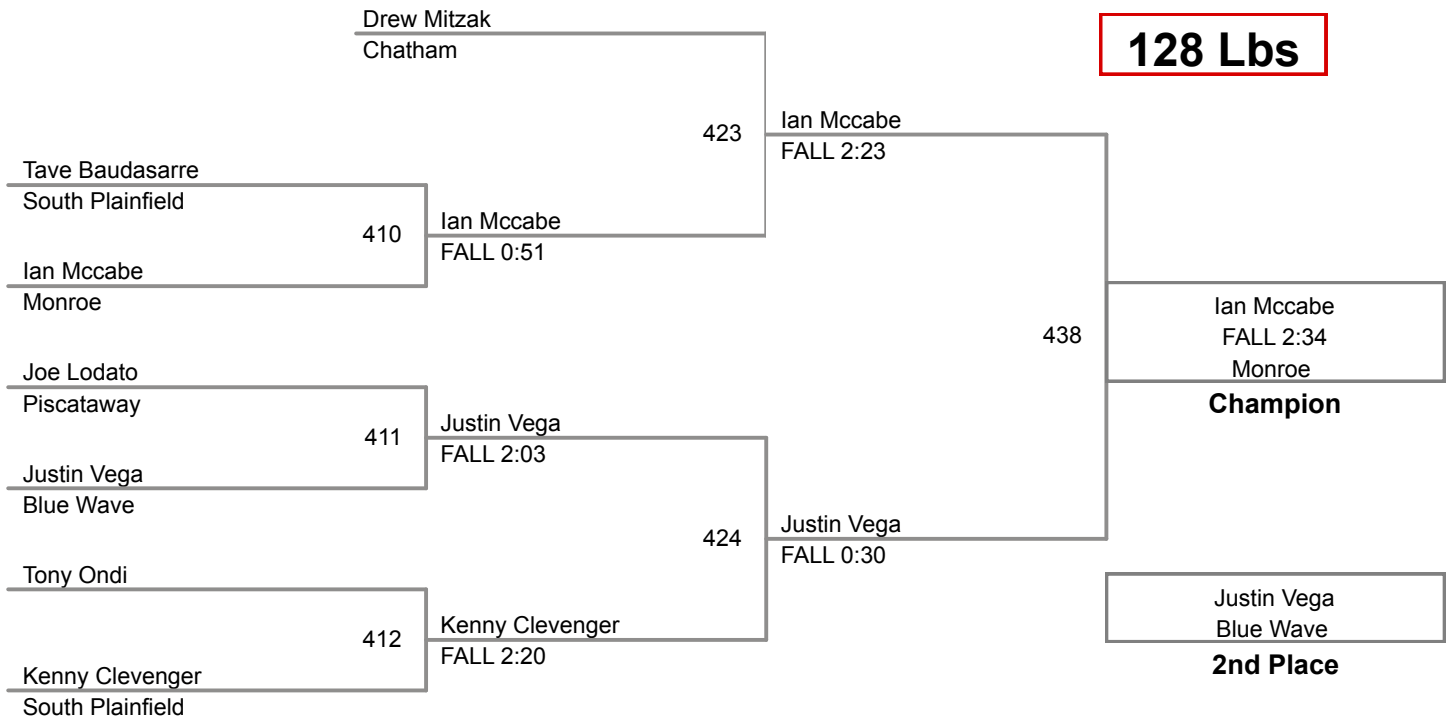 Drew Mitzak
Chatham
128 Lbs
423
Ian Mccabe
FALL 2:23
Tave Baudasarre
South Plainfield
410
Ian Mccabe
FALL 0:51
Ian Mccabe
Monroe
438
Ian Mccabe
FALL 2:34
Monroe
Champion
Joe Lodato
Piscataway
411
Justin Vega
FALL 2:03
Justin Vega
Blue Wave
424
Justin Vega
FALL 0:30
Tony Ondi
412
Kenny Clevenger
FALL 2:20
Kenny Clevenger
South Plainfield
Justin Vega
Blue Wave
2nd Place